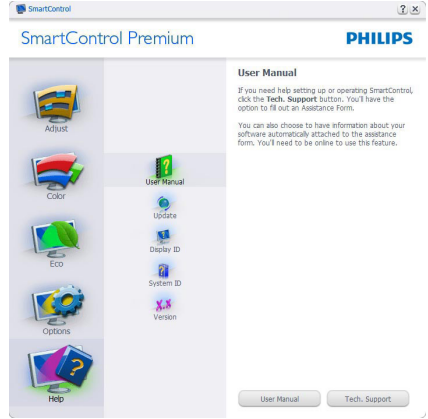 SmartControl
SmartControl Premium
PHILIPS
Adjust
Color
Eco
Options
Help
User Manual
Update
Display ID
System ID
X.X
Version
User Manual
If you need help setting up or operating SmartControl,
click the Tech. Support button. You'll have the
option to fill out an Assistance Form.
You can also choose to have information about your
software automatically attached to the assistance
form. You'll need to be online to use this feature.
User Manual
Tech. Support